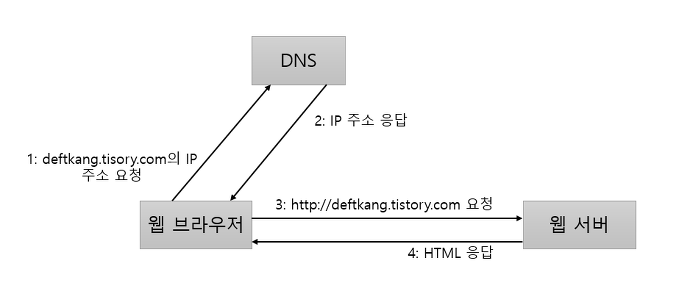 DNS
2: IP 주소 응답
1: deftkang.tisory.com의 IP
주소 요청
3: http://deftkang.tistory.com 요청
웹 브라우저
웹 서버
4: HTML 응답